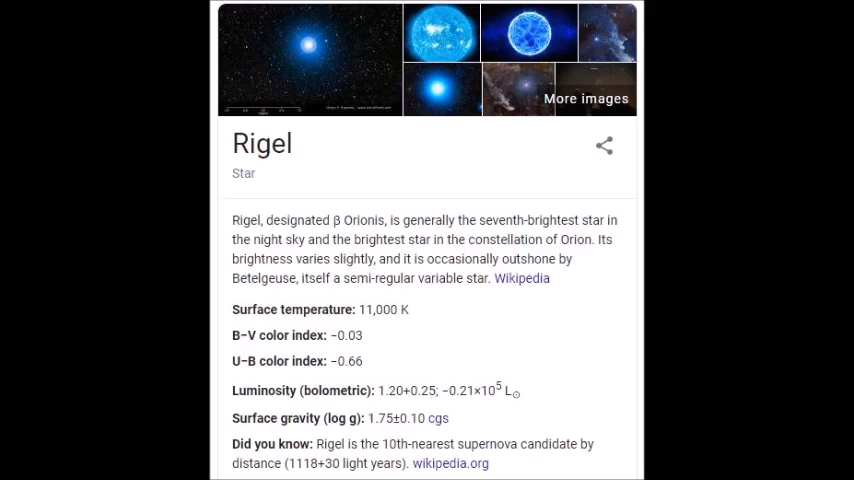 More images
Rigel
Star
Rigel, designated β Orionis, is generally the seventh-brightest star in
the night sky and the brightest star in the constellation of Orion. Its
brightness varies slightly, and it is occasionally outshone by
Betelgeuse, itself a semi-regular variable star. Wikipedia
Surface temperature: 11,000 K
B−V color index: −0.03
U−B color index: −0.66
Luminosity (bolometric): 1.20+0.25; −0.21×10⁵ L☉
Surface gravity (log g): 1.75±0.10 cgs
Did you know: Rigel is the 10th-nearest supernova candidate by
distance (1118+30 light years). wikipedia.org